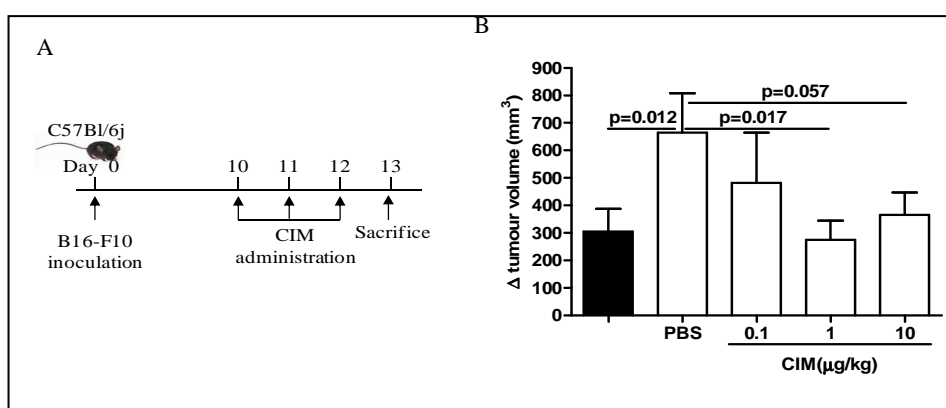 A
C57Bl/6j
Day 0
10 11 12 13
B16-F10
inoculation
CIM
administration
Sacrifice
B
Δ tumour volume (mm³)
900
800
700
600
500
400
300
200
100
0
p=0.057
p=0.012 p=0.017
PBS 0.1 1 10
CIM(μg/kg)